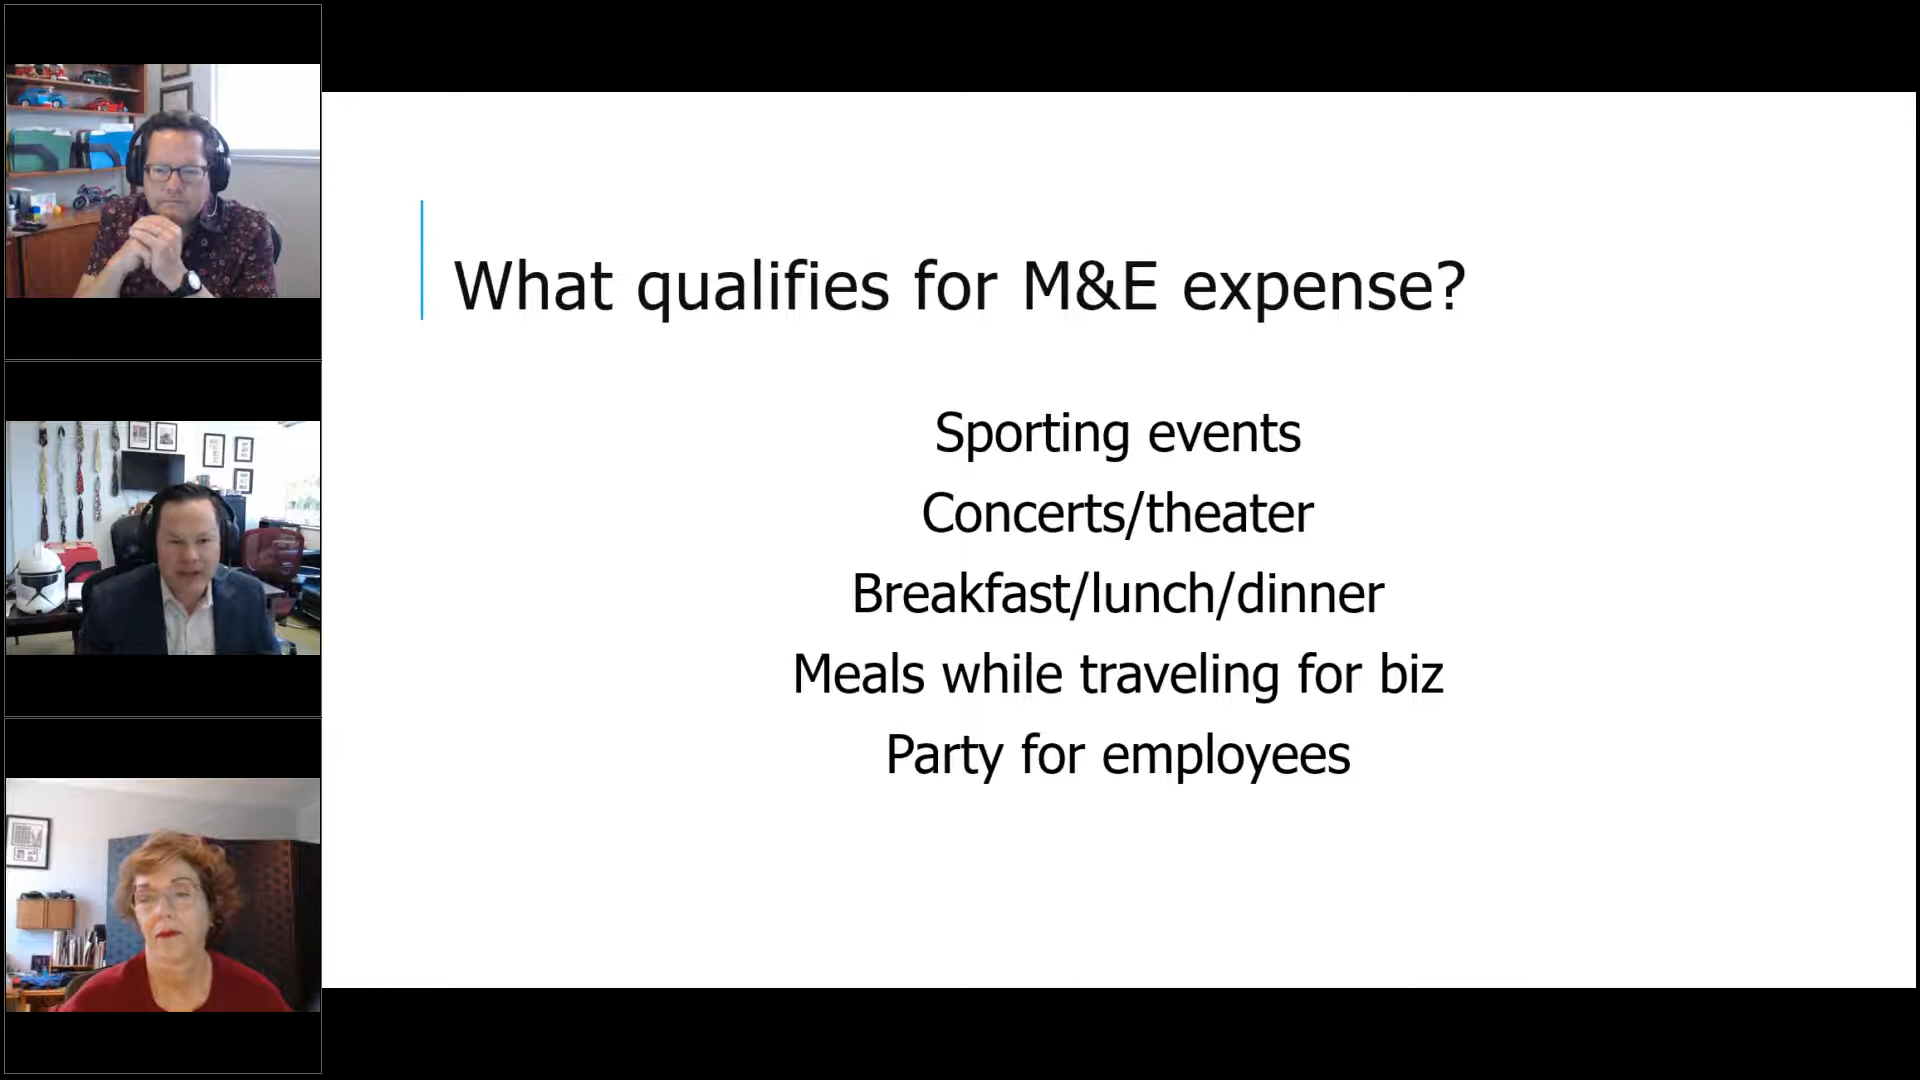 What qualifies for M&E expense?
Sporting events
Concerts/theater
Breakfast/lunch/dinner
Meals while traveling for biz
Party for employees